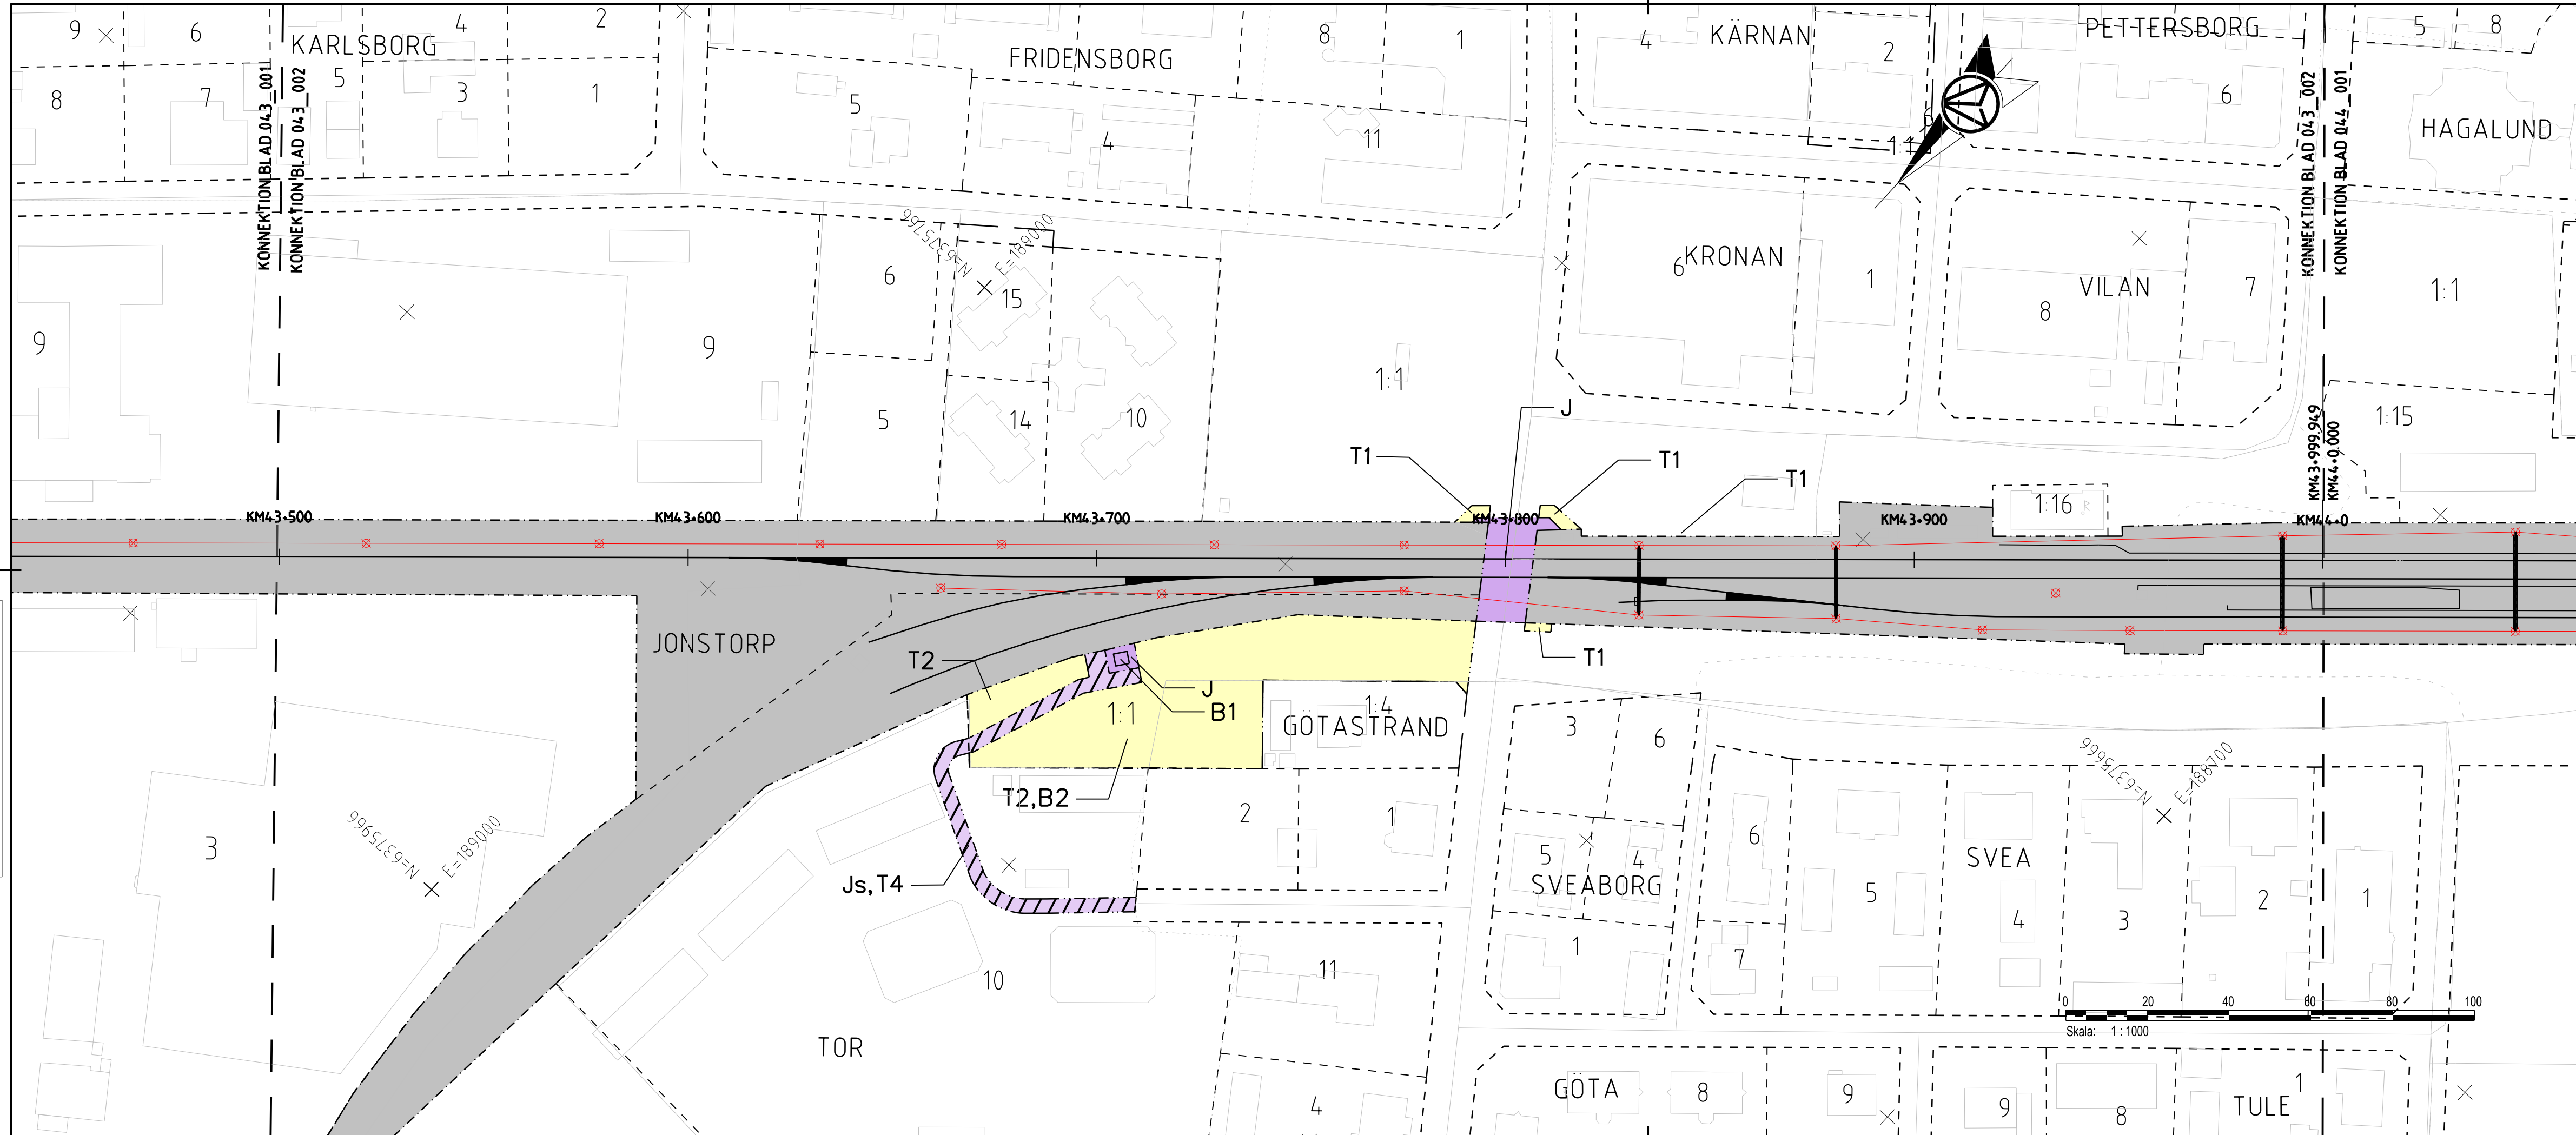 9
6
KARLSBORG
4
2
8
7
5
3
1
KONNEKTION BLAD 043_001
KONNEKTION BLAD 043_002
FRIDENSBORG
8
1
5
4
11
4
KÄRNAN
2
6
PETTERSBORG
6
5
8
HAGALUND
KONNEKTION BLAD 043_002
KONNEKTION BLAD 044_001
N=6375766
E=189000
6
15
9
9
5
14
10
1:1
6
KRONAN
1
8
VILAN
7
1:1
1:15
J
T1
T1
T1
1:16
KM43+999,949
KM44+0,000
KM43+500
KM43+600
KM43+700
KM43+800
KM43+900
KM44+0
JONSTORP
T2
J
B1
1:1
T1
1:4
GÖTASTRAND
3
6
T2,B2
2
1
N=6375966
E=189000
3
Js,T4
5
4
SVEABORG
1
6
7
5
SVEA
4
3
2
1
N=6375666
E=188700
10
11
TOR
4
0 20 40 60 80 100
Skala: 1 : 1000
GÖTA
8
9
9
8
TULE
1